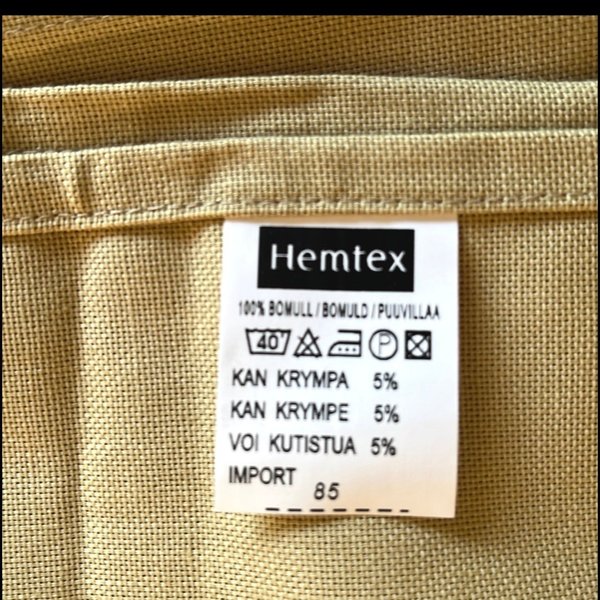 Hemtex
100% BOMULL / BOMULD / PUUVILLAA
40 P
KAN KRYMPA 5%
KAN KRYMPE 5%
VOI KUTISTUA 5%
IMPORT
85